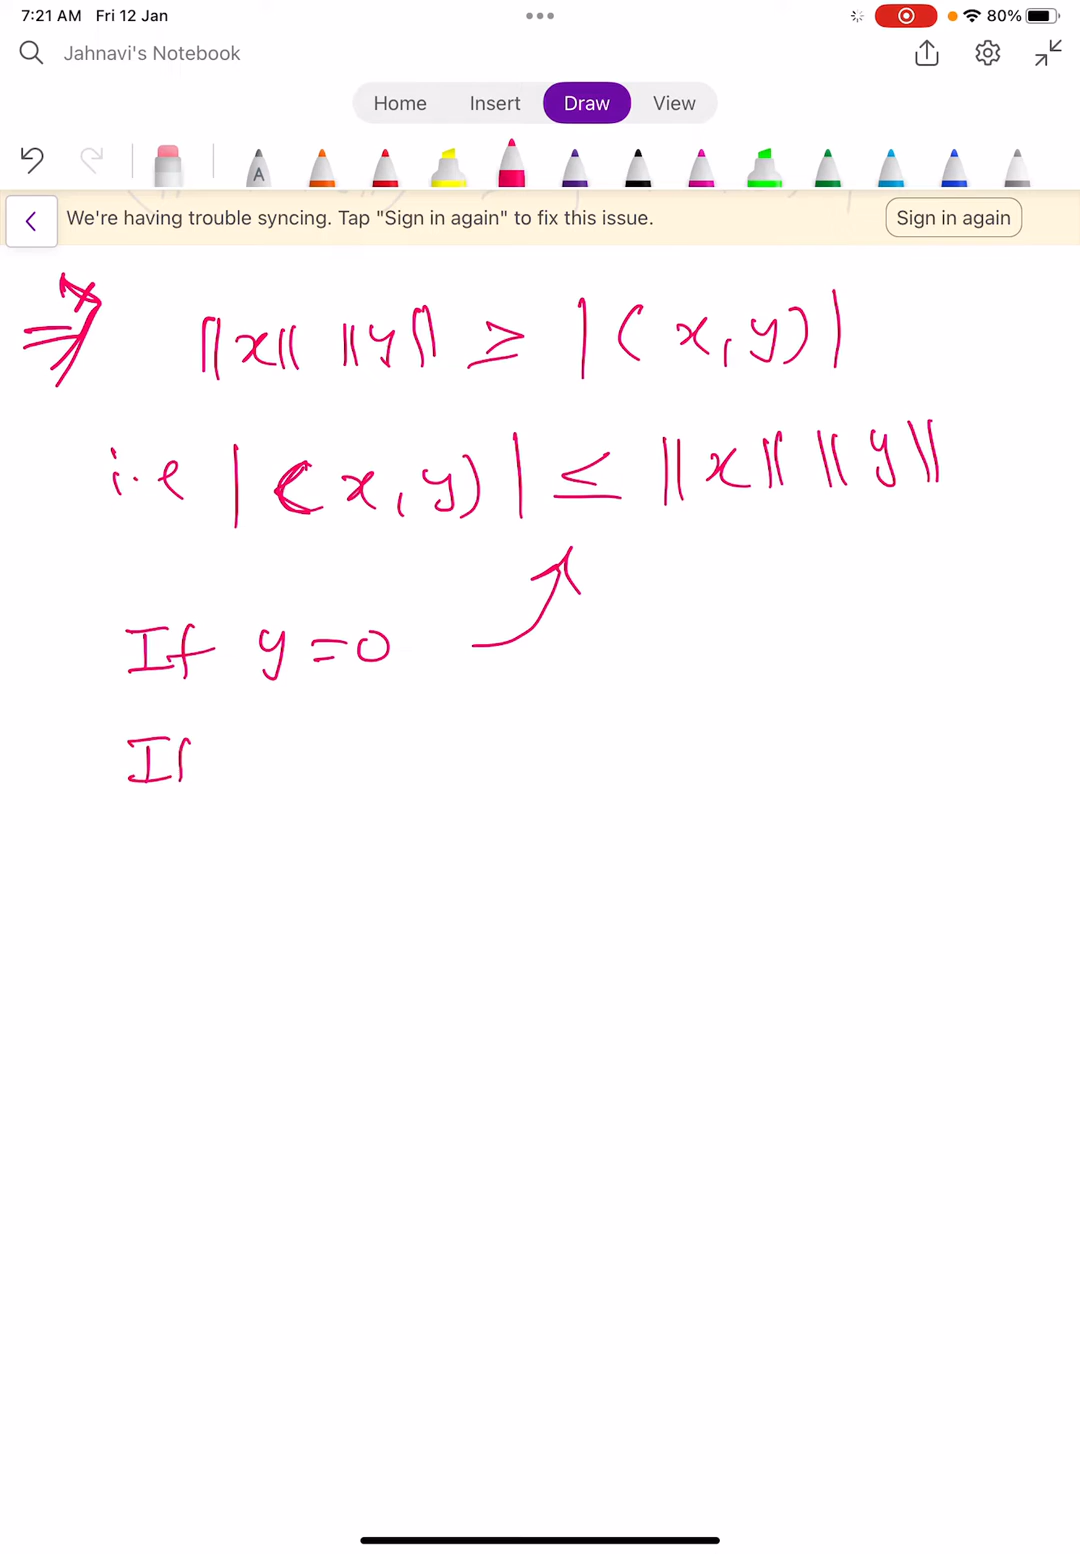 7:21 AM Fri 12 Jan 80%
Jahnavi's Notebook
Home Insert Draw View
A
We're having trouble syncing. Tap "Sign in again" to fix this issue. Sign in again
⇒ ||x|| ||y|| ≥ |(x,y)|
i.e |(x,y)| ≤ ||x|| ||y||
If y=0
If